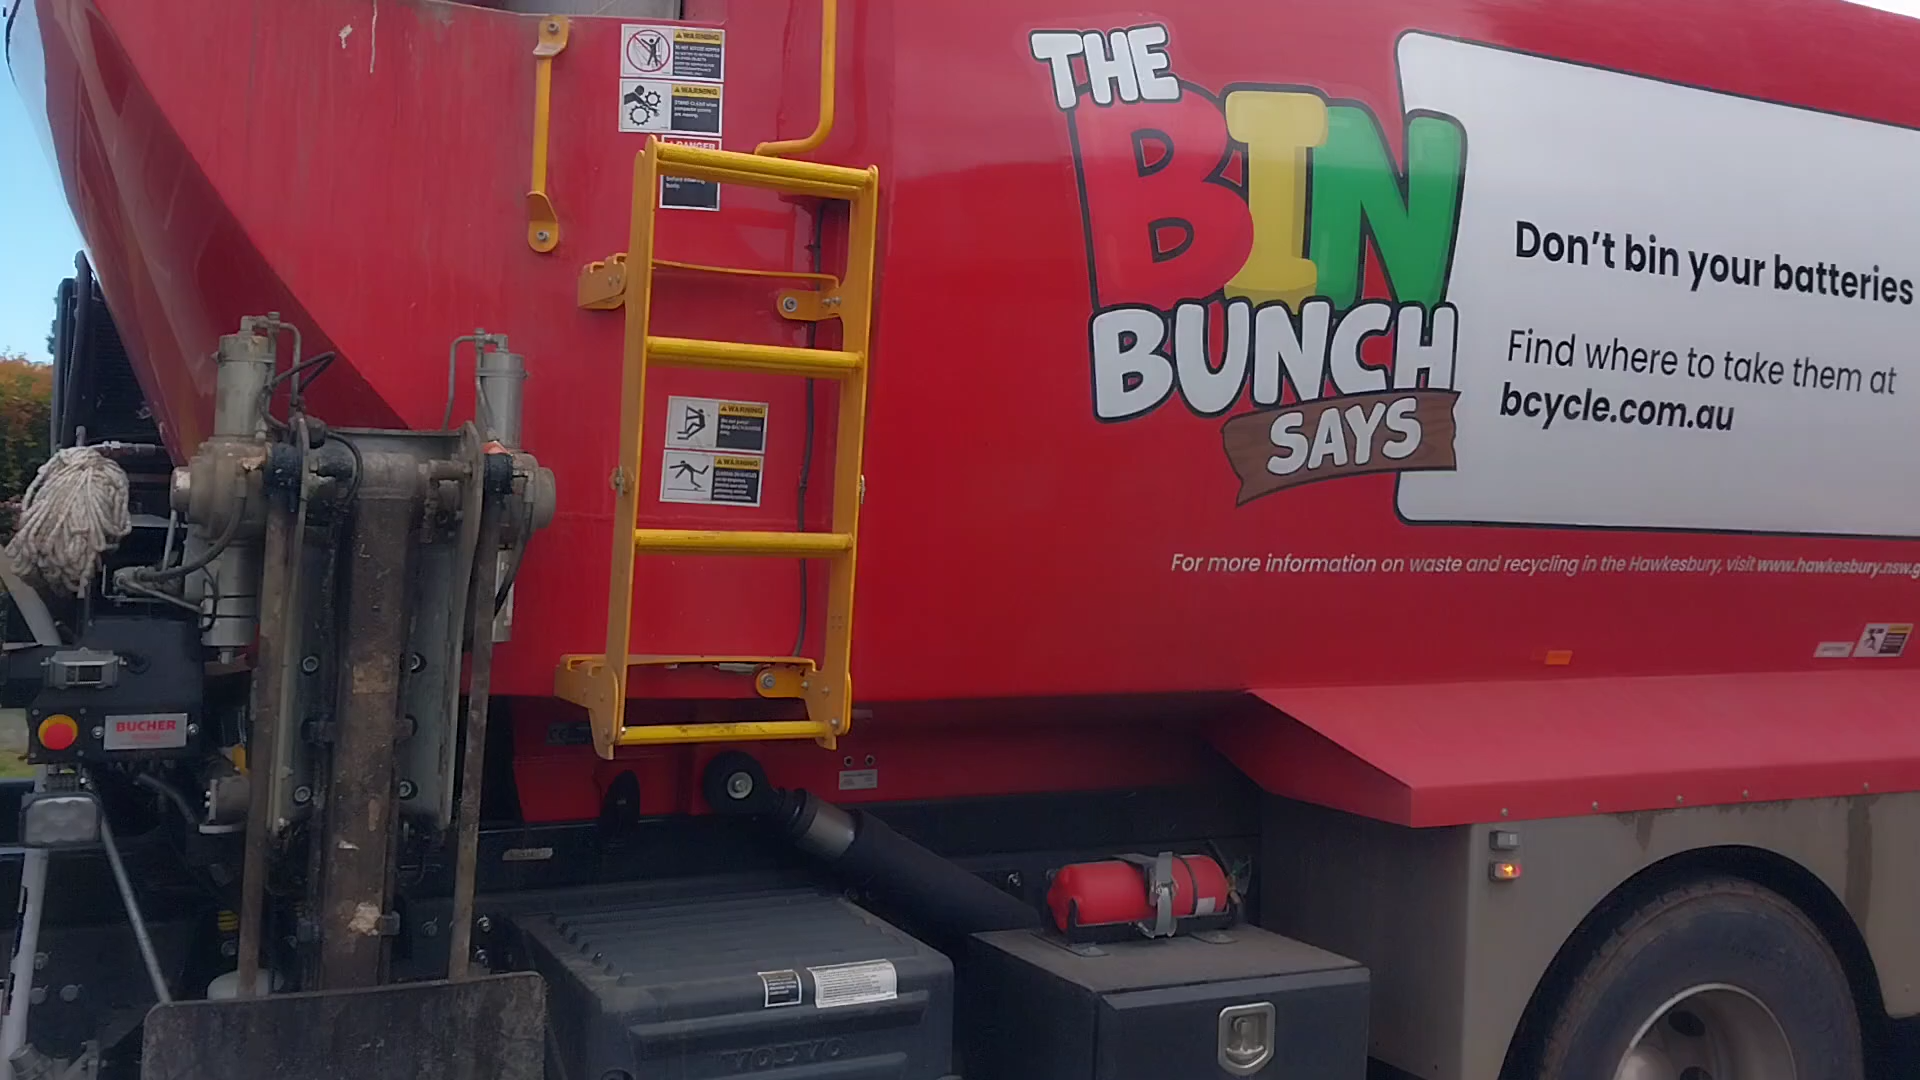 WARNING
WARNING
DANGER
THE
BIN
BUNCH
SAYS
Don't bin your batteries
Find where to take them at
bcycle.com.au
WARNING
WARNING
For more information on waste and recycling in the Hawkesbury, visit www.hawkesbury.nsw.g
BUCHER
VOLVO